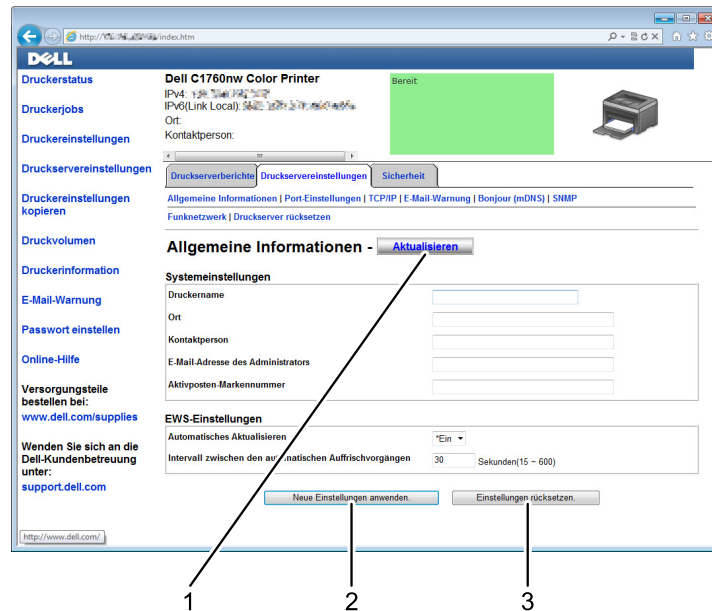 http://
/index.htm
DELL
Druckerstatus
Druckerjobs
Druckereinstellungen
Druckservereinstellungen
Druckereinstellungen
kopieren
Druckvolumen
Druckerinformation
E-Mail-Warnung
Passwort einstellen
Online-Hilfe
Versorgungsteile
bestellen bei:
www.dell.com/supplies
Wenden Sie sich an die
Dell-Kundenbetreuung
unter:
support.dell.com
Dell C1760nw Color Printer
IPv4:
IPv6(Link Local):
Ort:
Kontaktperson:
Bereit
Druckserverberichte Druckservereinstellungen Sicherheit
Allgemeine Informationen | Port-Einstellungen | TCP/IP | E-Mail-Warnung | Bonjour (mDNS) | SNMP
Funknetzwerk | Druckserver rücksetzen
Allgemeine Informationen - Aktualisieren
Systemeinstellungen
Druckername
Ort
Kontaktperson
E-Mail-Adresse des Administrators
Aktivposten-Markennummer
EWS-Einstellungen
Automatisches Aktualisieren *Ein
Intervall zwischen den automatischen Auffrischvorgängen 30 Sekunden(15 ~ 600)
Neue Einstellungen anwenden. Einstellungen rücksetzen.
http://www.dell.com/
1 2 3